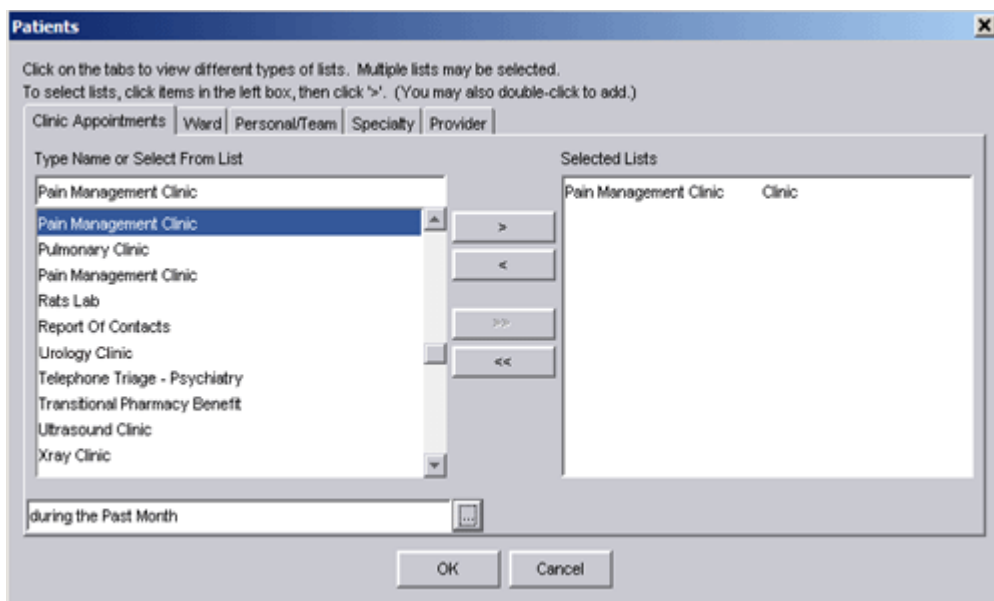 Patients
Click on the tabs to view different types of lists. Multiple lists may be selected.
To select lists, click items in the left box, then click '>'. (You may also double-click to add.)
Clinic Appointments Ward Personal/Team Specialty Provider
Type Name or Select From List Selected Lists
Pain Management Clinic Pain Management Clinic Clinic
Pain Management Clinic >
Pulmonary Clinic
Pain Management Clinic <
Rats Lab
Report Of Contacts >>
Urology Clinic <<
Telephone Triage - Psychiatry
Transitional Pharmacy Benefit
Ultrasound Clinic
Xray Clinic
during the Past Month ...
OK Cancel